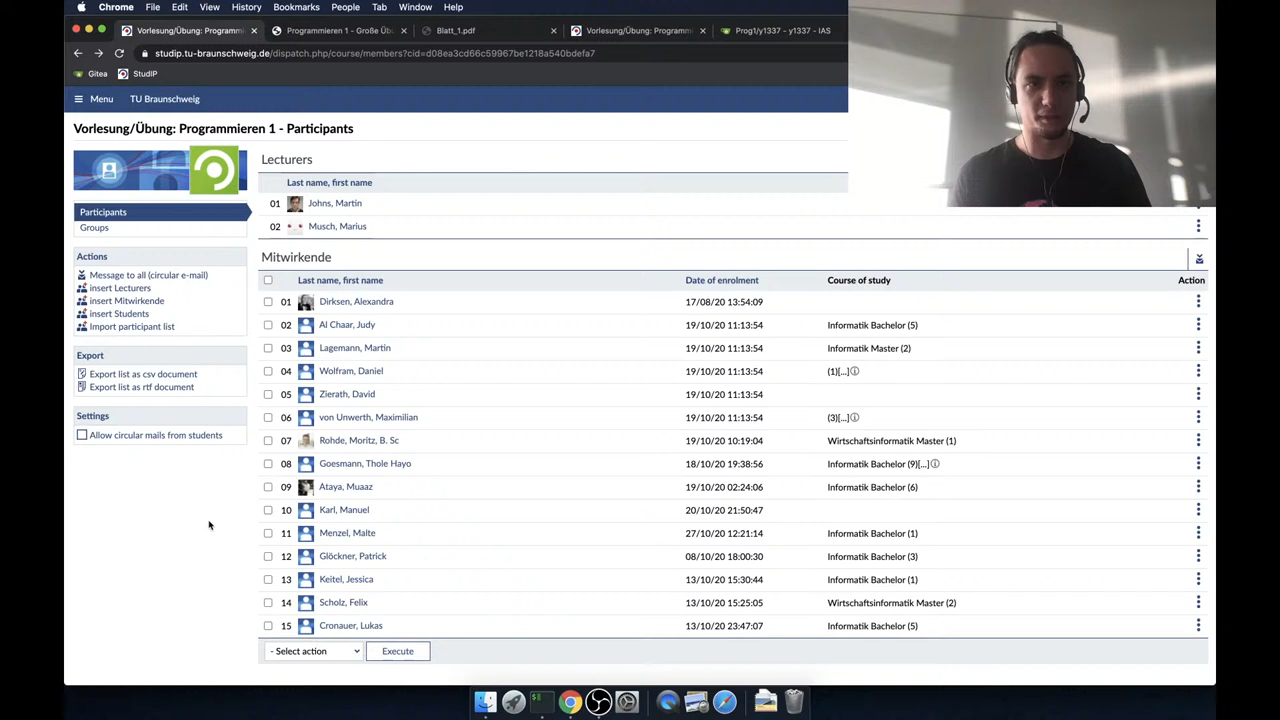 Chrome File Edit View History Bookmarks People Tab Window Help
Vorlesung/Übung: Programmi Programmieren 1 - Große Üb Blatt_1.pdf Vorlesung/Übung: Programmi Prog1/y1337 - y1337 - IAS
studip.tu-braunschweig.de/dispatch.php/course/members?cid=d08ea3cd66c59967be1218a540bdefa7
Gitea StudIP
Menu TU Braunschweig
Vorlesung/Übung: Programmieren 1 - Participants
Participants
Groups
Actions
Message to all (circular e-mail)
insert Lecturers
insert Mitwirkende
insert Students
Import participant list
Export
Export list as csv document
Export list as rtf document
Settings
Allow circular mails from students
Lecturers
Last name, first name
01 Johns, Martin
02 Musch, Marius
Mitwirkende
Last name, first name Date of enrolment Course of study Action
01 Dirksen, Alexandra 17/08/20 13:54:09
02 Al Chaar, Judy 19/10/20 11:13:54 Informatik Bachelor (5)
03 Lagemann, Martin 19/10/20 11:13:54 Informatik Master (2)
04 Wolfram, Daniel 19/10/20 11:13:54 (1)[...]
05 Zierath, David 19/10/20 11:13:54
06 von Unwerth, Maximilian 19/10/20 11:13:54 (3)[...]
07 Rohde, Moritz, B. Sc 19/10/20 10:19:04 Wirtschaftsinformatik Master (1)
08 Goesmann, Thole Hayo 18/10/20 19:38:56 Informatik Bachelor (9)[...]
09 Ataya, Muaaz 19/10/20 02:24:06 Informatik Bachelor (6)
10 Karl, Manuel 20/10/20 21:50:47
11 Menzel, Malte 27/10/20 12:21:14 Informatik Bachelor (1)
12 Glöckner, Patrick 08/10/20 18:00:30 Informatik Bachelor (3)
13 Keitel, Jessica 13/10/20 15:30:44 Informatik Bachelor (1)
14 Scholz, Felix 13/10/20 15:25:05 Wirtschaftsinformatik Master (2)
15 Cronauer, Lukas 13/10/20 23:47:07 Informatik Bachelor (5)
- Select action Execute